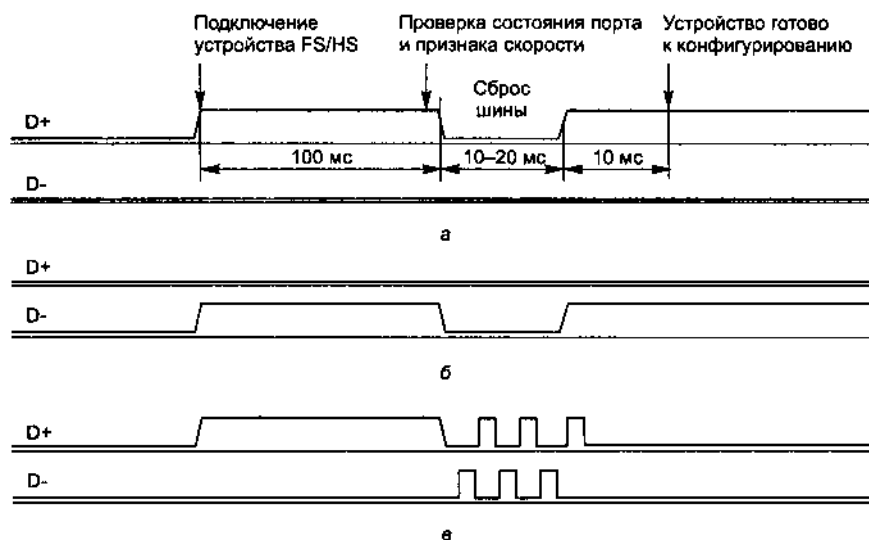 Подключение
устройства FS/HS
Проверка состояния порта
и признака скорости
Устройство готово
к конфигурированию
Сброс
шины
D+
100 мс
10–20 мс
10 мс
D-
а
D+
D-
б
D+
D-
в